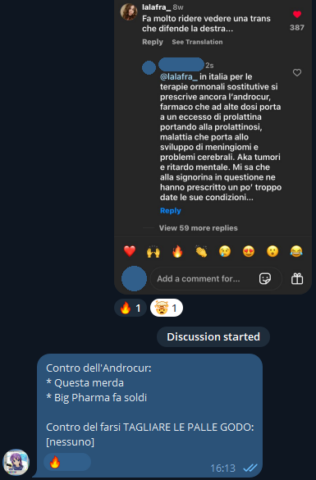 lalafra_ 8w
Fa molto ridere vedere una trans
che difende la destra...
387
Reply See Translation
2s
@lalafra_ in italia per le
terapie ormonali sostitutive si
prescrive ancora l'androcur,
farmaco che ad alte dosi porta
a un eccesso di prolattina
portando alla prolattinosi,
malattia che porta allo
sviluppo di meningiomi e
problemi cerebrali. Aka tumori
e ritardo mentale. Mi sa che
alla signorina in questione ne
hanno prescritto un po' troppo
date le sue condizioni...
Reply
View 59 more replies
Add a comment for...
1
1
Discussion started
Contro dell'Androcur:
* Questa merda
* Big Pharma fa soldi
Contro del farsi TAGLIARE LE PALLE GODO:
[nessuno]
16:13